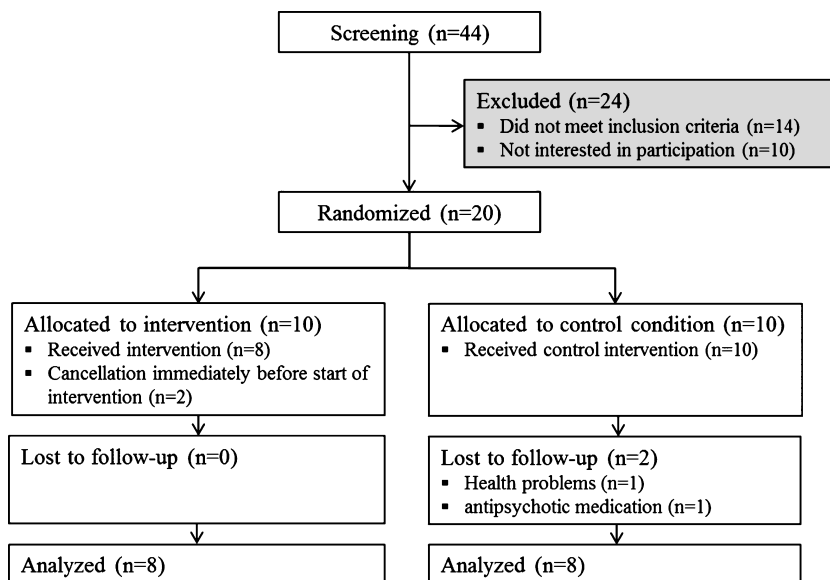 Screening (n=44)
Excluded (n=24)
▪ Did not meet inclusion criteria (n=14)
▪ Not interested in participation (n=10)
Randomized (n=20)
Allocated to intervention (n=10)
▪ Received intervention (n=8)
▪ Cancellation immediately before start of
intervention (n=2)
Allocated to control condition (n=10)
▪ Received control intervention (n=10)
Lost to follow-up (n=0)
Lost to follow-up (n=2)
▪ Health problems (n=1)
▪ antipsychotic medication (n=1)
Analyzed (n=8)
Analyzed (n=8)